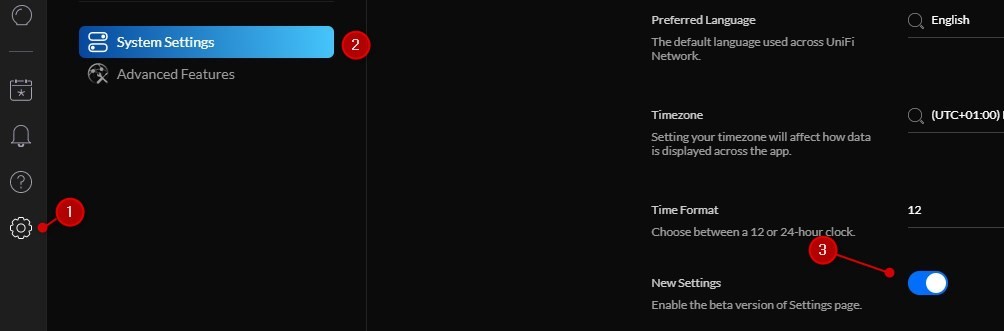 Preferred Language
English
The default language used across UniFi
Network.
System Settings
2
Advanced Features
Timezone
(UTC+01:00)
Setting your timezone will affect how data
is displayed across the app.
1
Time Format
12
Choose between a 12 or 24-hour clock.
3
New Settings
Enable the beta version of Settings page.